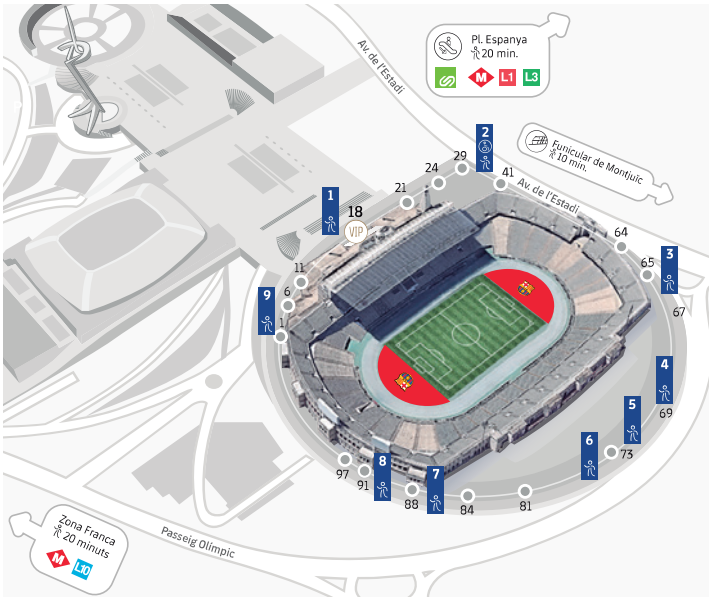 Pl. Espanya
20 min.
M L1 L3
Av. de l'Estadi
Funicular de Montjuïc
10 min.
Av. de l'Estadi
2
29
24
41
21
1
18
VIP
64
65
3
67
11
6
9
1
4
69
5
6
73
97
91
8
7
88
84
81
Zona Franca
20 minuts
M L10
Passeig Olímpic